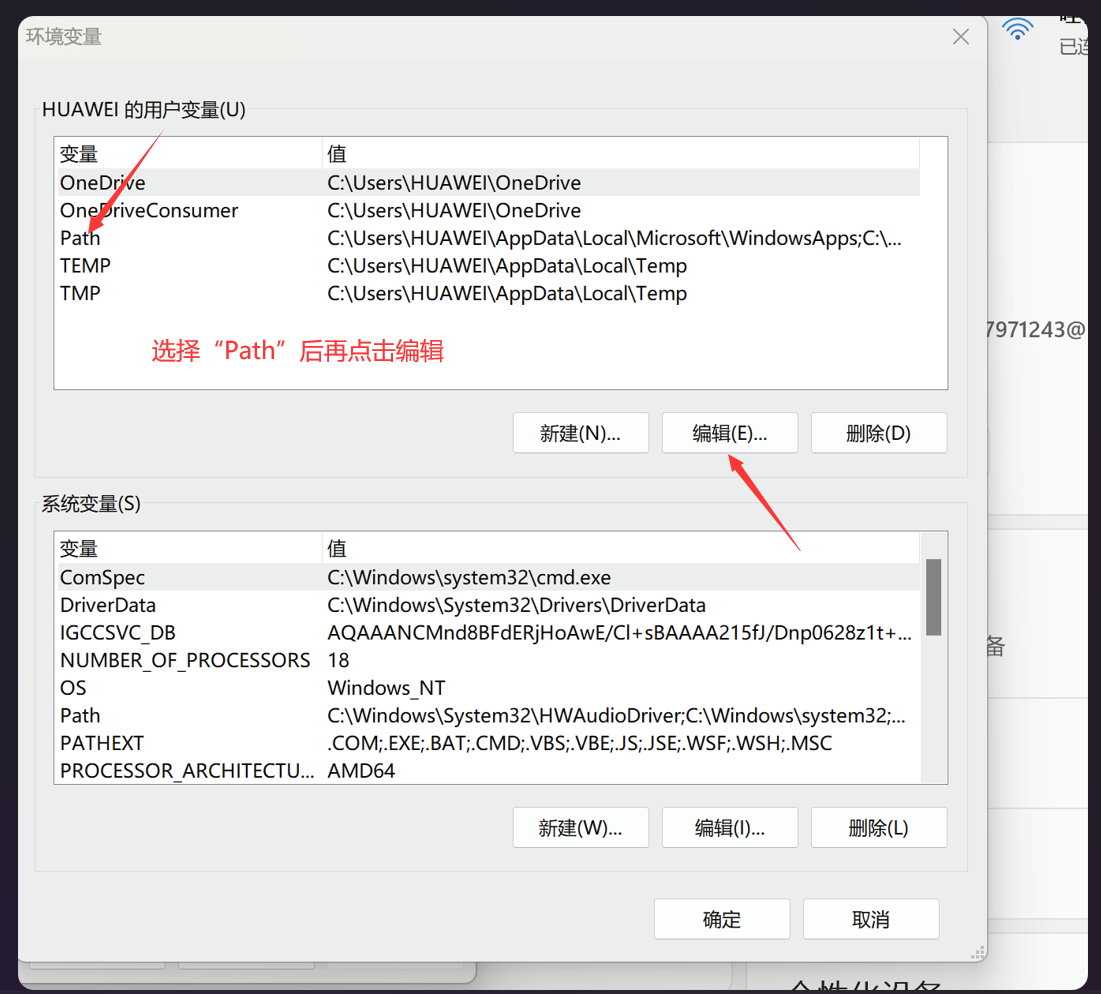 环境变量
已连
HUAWEI 的用户变量(U)
变量 值
OneDrive C:\Users\HUAWEI\OneDrive
OneDriveConsumer C:\Users\HUAWEI\OneDrive
Path C:\Users\HUAWEI\AppData\Local\Microsoft\WindowsApps;C:\...
TEMP C:\Users\HUAWEI\AppData\Local\Temp
TMP C:\Users\HUAWEI\AppData\Local\Temp
7971243@
选择“Path”后再点击编辑
新建(N)... 编辑(E)... 删除(D)
系统变量(S)
变量 值
ComSpec C:\Windows\system32\cmd.exe
DriverData C:\Windows\System32\Drivers\DriverData
IGCCSVC_DB AQAAANCMnd8BFdERjHoAwE/Cl+sBAAAA215fJ/Dnp0628z1t+...
备
NUMBER_OF_PROCESSORS 18
OS Windows_NT
Path C:\Windows\System32\HWAudioDriver;C:\Windows\system32;...
PATHEXT .COM;.EXE;.BAT;.CMD;.VBS;.VBE;.JS;.JSE;.WSF;.WSH;.MSC
PROCESSOR_ARCHITECTU... AMD64
新建(W)... 编辑(I)... 删除(L)
确定 取消
个性化设备